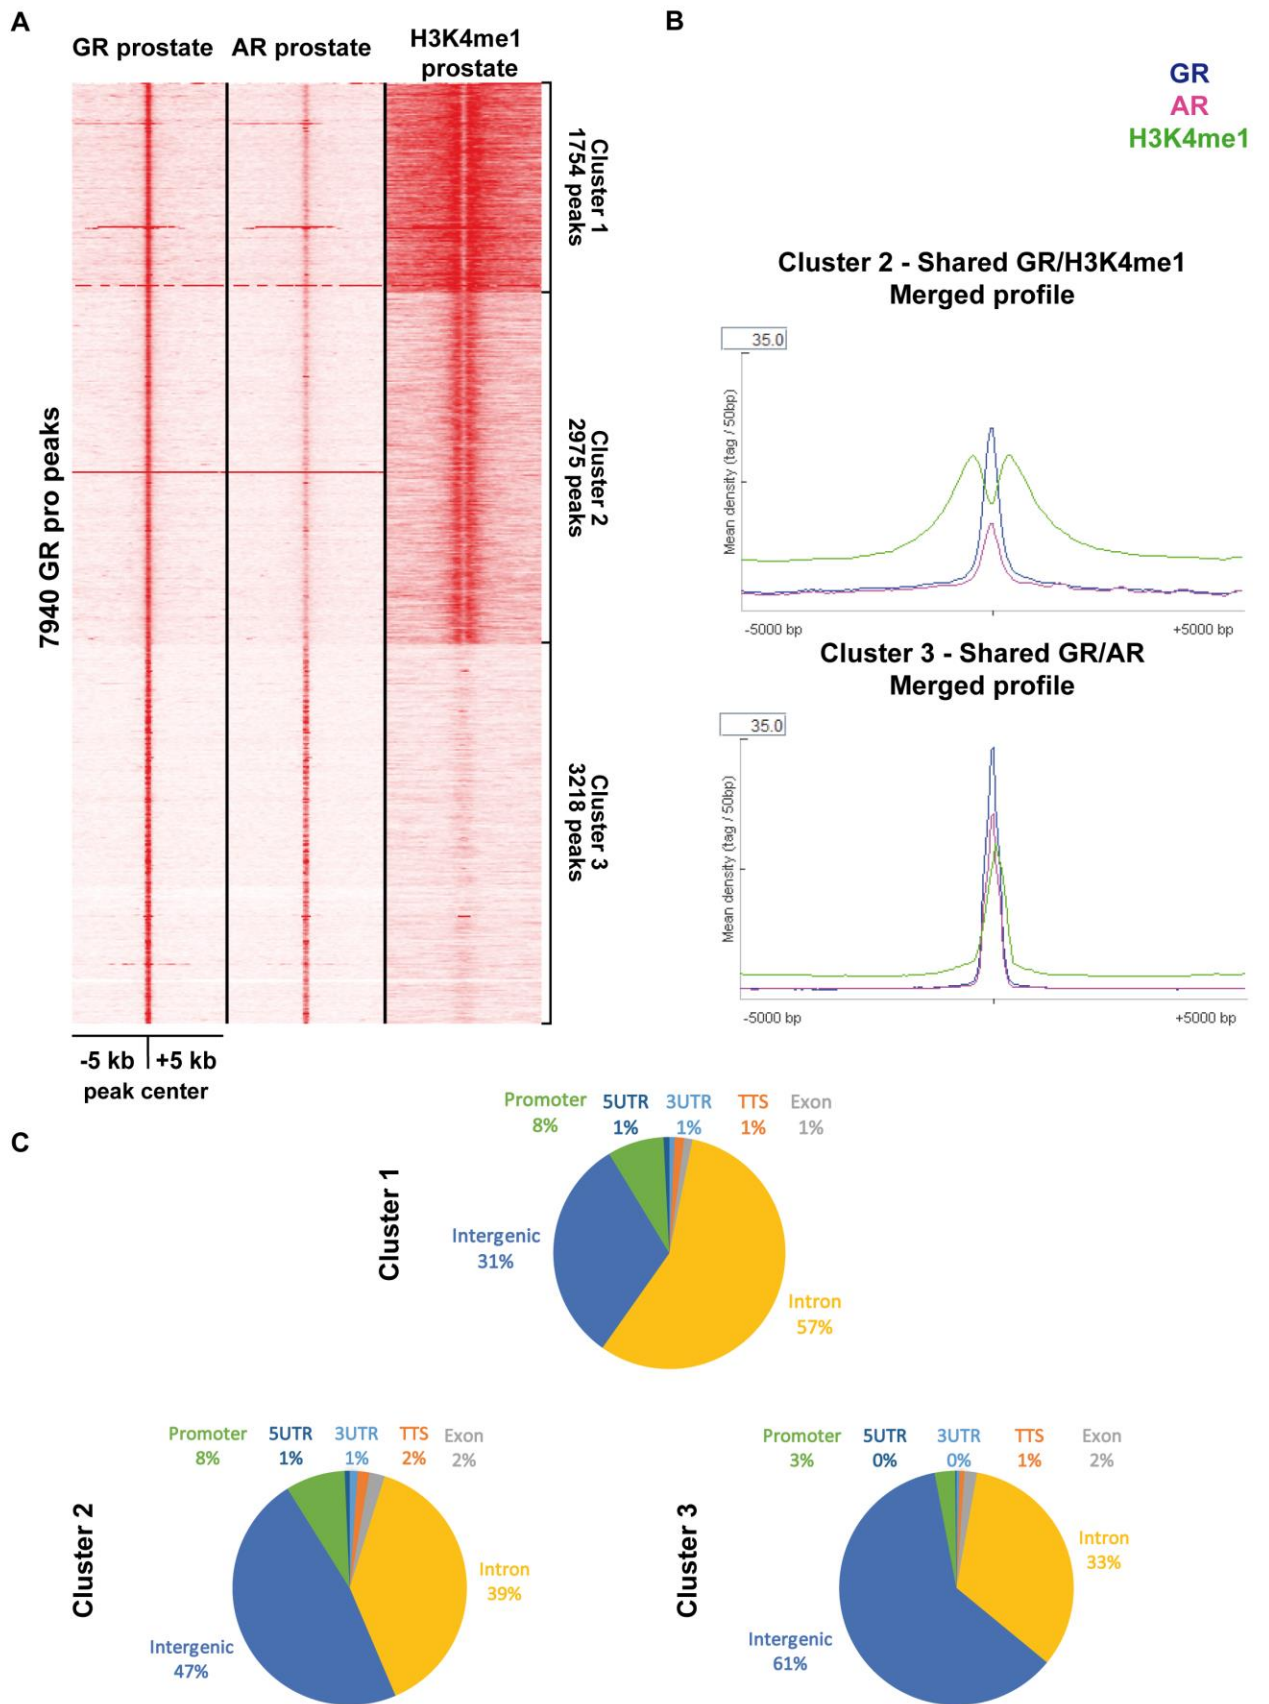 A
GR prostate
AR prostate
H3K4me1
prostate
7940 GR pro peaks
Cluster 1
1754 peaks
Cluster 2
2975 peaks
Cluster 3
3218 peaks
-5 kb
+5 kb
peak center
B
GR
AR
H3K4me1
Cluster 2 - Shared GR/H3K4me1
Merged profile
35.0
Mean density (tag / 50bp)
-5000 bp
+5000 bp
Cluster 3 - Shared GR/AR
Merged profile
35.0
Mean density (tag / 50bp)
-5000 bp
+5000 bp
C
Cluster 1
Promoter
8%
5UTR
1%
3UTR
1%
TTS
1%
Exon
1%
Intergenic
31%
Intron
57%
Cluster 2
Promoter
8%
5UTR
1%
3UTR
1%
TTS
2%
Exon
2%
Intron
39%
Intergenic
47%
Cluster 3
Promoter
3%
5UTR
0%
3UTR
0%
TTS
1%
Exon
2%
Intron
33%
Intergenic
61%